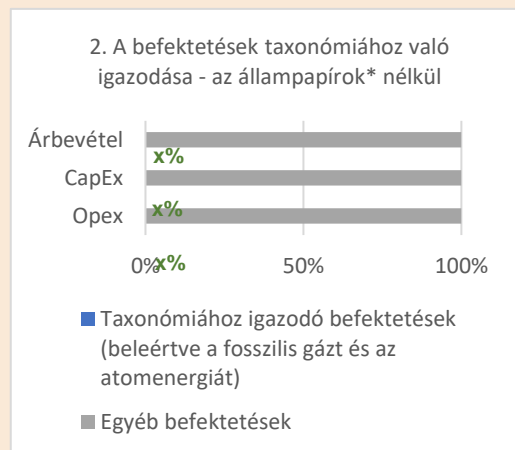 2. A befektetések taxonómiához való
igazodása - az állampapírok* nélkül
Árbevétel
x%
CapEx
x%
Opex
x%
0% 50% 100%
Taxonómiához igazodó befektetések
(beleértve a fosszilis gázt és az
atomenergiát)
Egyéb befektetések